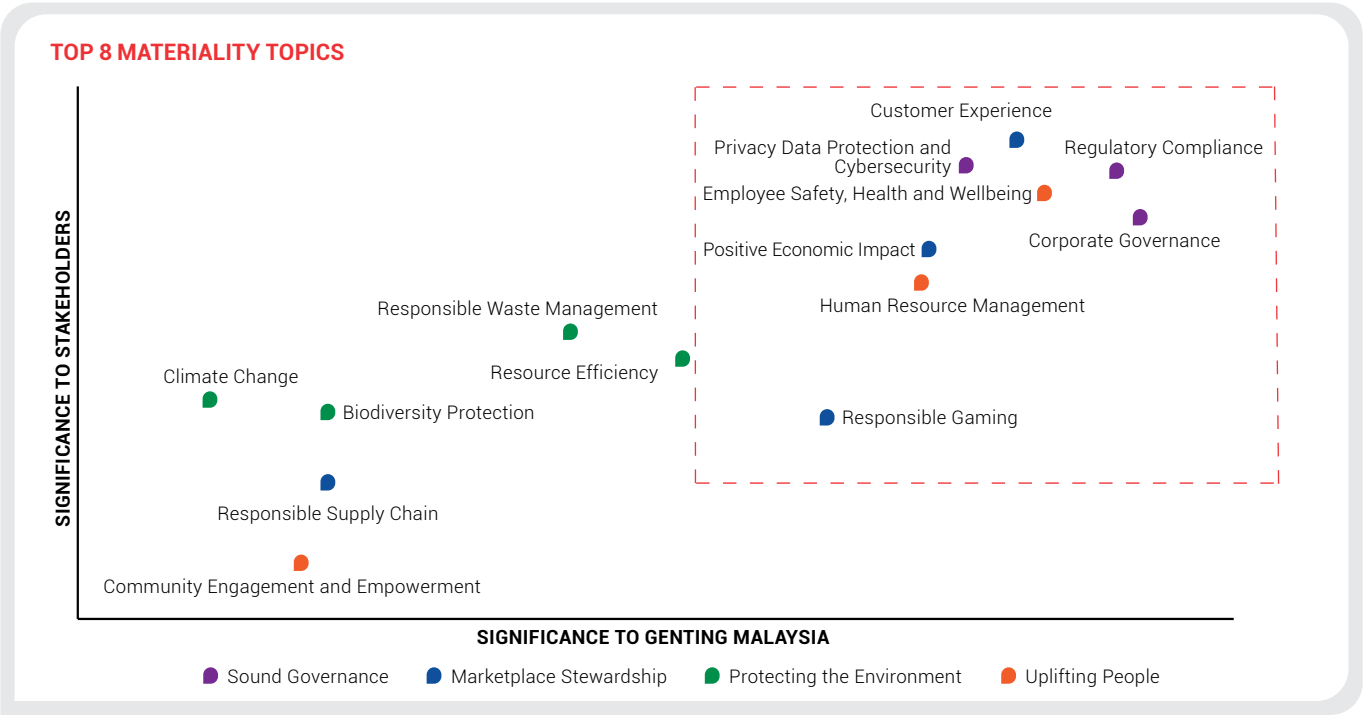 TOP 8 MATERIALITY TOPICS
SIGNIFICANCE TO STAKEHOLDERS
Customer Experience
Privacy Data Protection and
Cybersecurity
Regulatory Compliance
Employee Safety, Health and Wellbeing
Corporate Governance
Positive Economic Impact
Human Resource Management
Responsible Waste Management
Resource Efficiency
Climate Change
Biodiversity Protection
Responsible Gaming
Responsible Supply Chain
Community Engagement and Empowerment
SIGNIFICANCE TO GENTING MALAYSIA
Sound Governance
Marketplace Stewardship
Protecting the Environment
Uplifting People